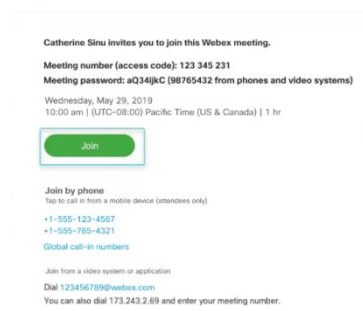 Catherine Sinu invites you to join this Webex meeting.
Meeting number (access code): 123 345 231
Meeting password: aQ34ijkC (98765432 from phones and video systems)
Wednesday, May 29, 2019
10:00 am | (UTC-08:00) Pacific Time (US & Canada) | 1 hr
Join
Join by phone
Tap to call in from a mobile device (attendees only)
+1-555-123-4567
+1-555-765-4321
Global call-in numbers
Join from a video system or application
Dial 123456789@webex.com
You can also dial 173.243.2.69 and enter your meeting number.